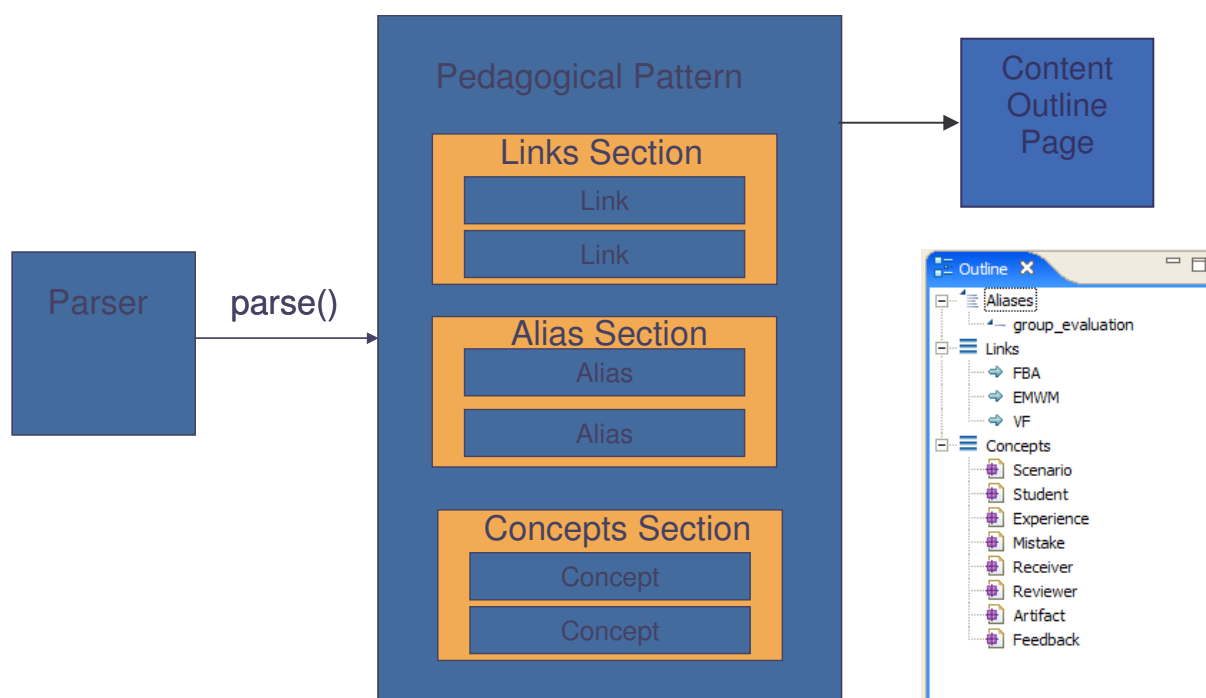 Pedagogical Pattern
Links Section
Link
Link
Alias Section
Alias
Alias
Concepts Section
Concept
Concept
Parser
parse()
Content
Outline
Page
Outline
Aliases
group_evaluation
Links
FBA
EMWM
VF
Concepts
Scenario
Student
Experience
Mistake
Receiver
Reviewer
Artifact
Feedback